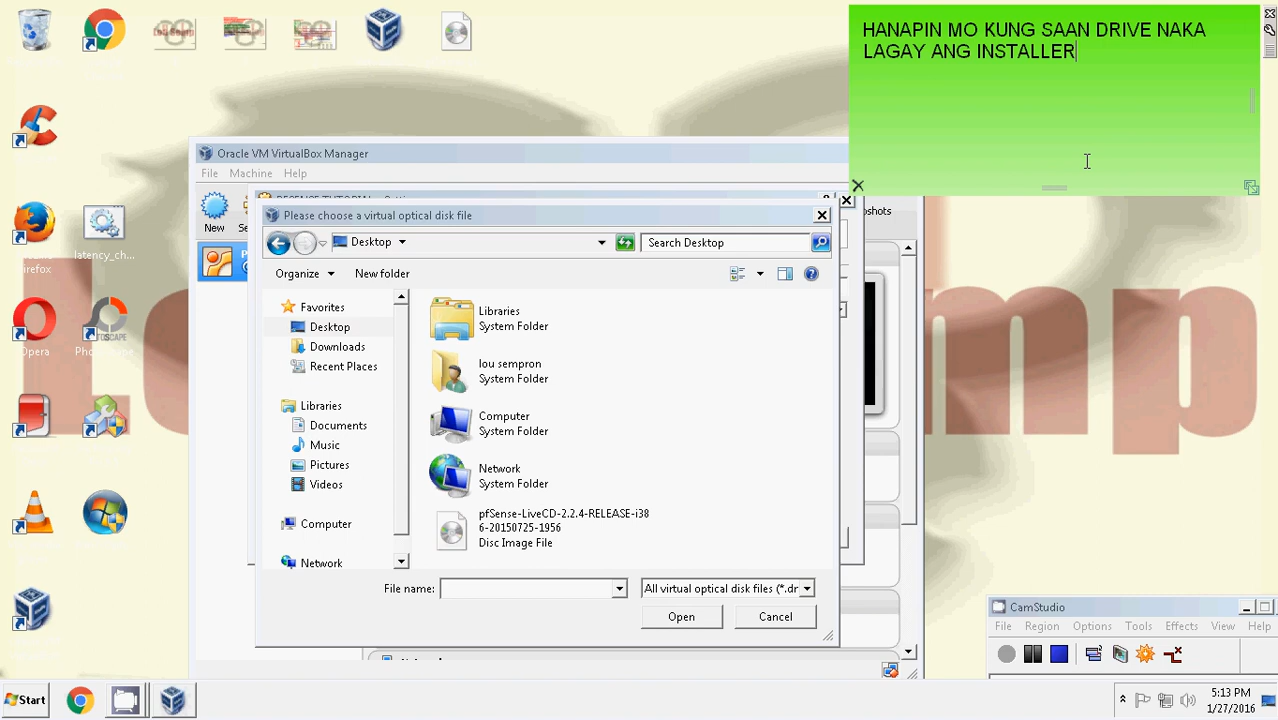 HANAPIN MO KUNG SAAN DRIVE NAKA
LAGAY ANG INSTALLER
Oracle VM VirtualBox Manager
File Machine Help
New
Please choose a virtual optical disk file
Desktop
Search Desktop
Organize
New folder
Favorites
Desktop
Downloads
Recent Places
Libraries
Documents
Music
Pictures
Videos
Computer
Network
Libraries
System Folder
lou sempron
System Folder
Computer
System Folder
Network
System Folder
pfSense-LiveCD-2.2.4-RELEASE-i38
6-20150725-1956
Disc Image File
File name:
All virtual optical disk files (*.dr
Open
Cancel
latency_ch...
Opera
CamStudio
File Region Options Tools Effects View Help
Start
5:13 PM
1/27/2016